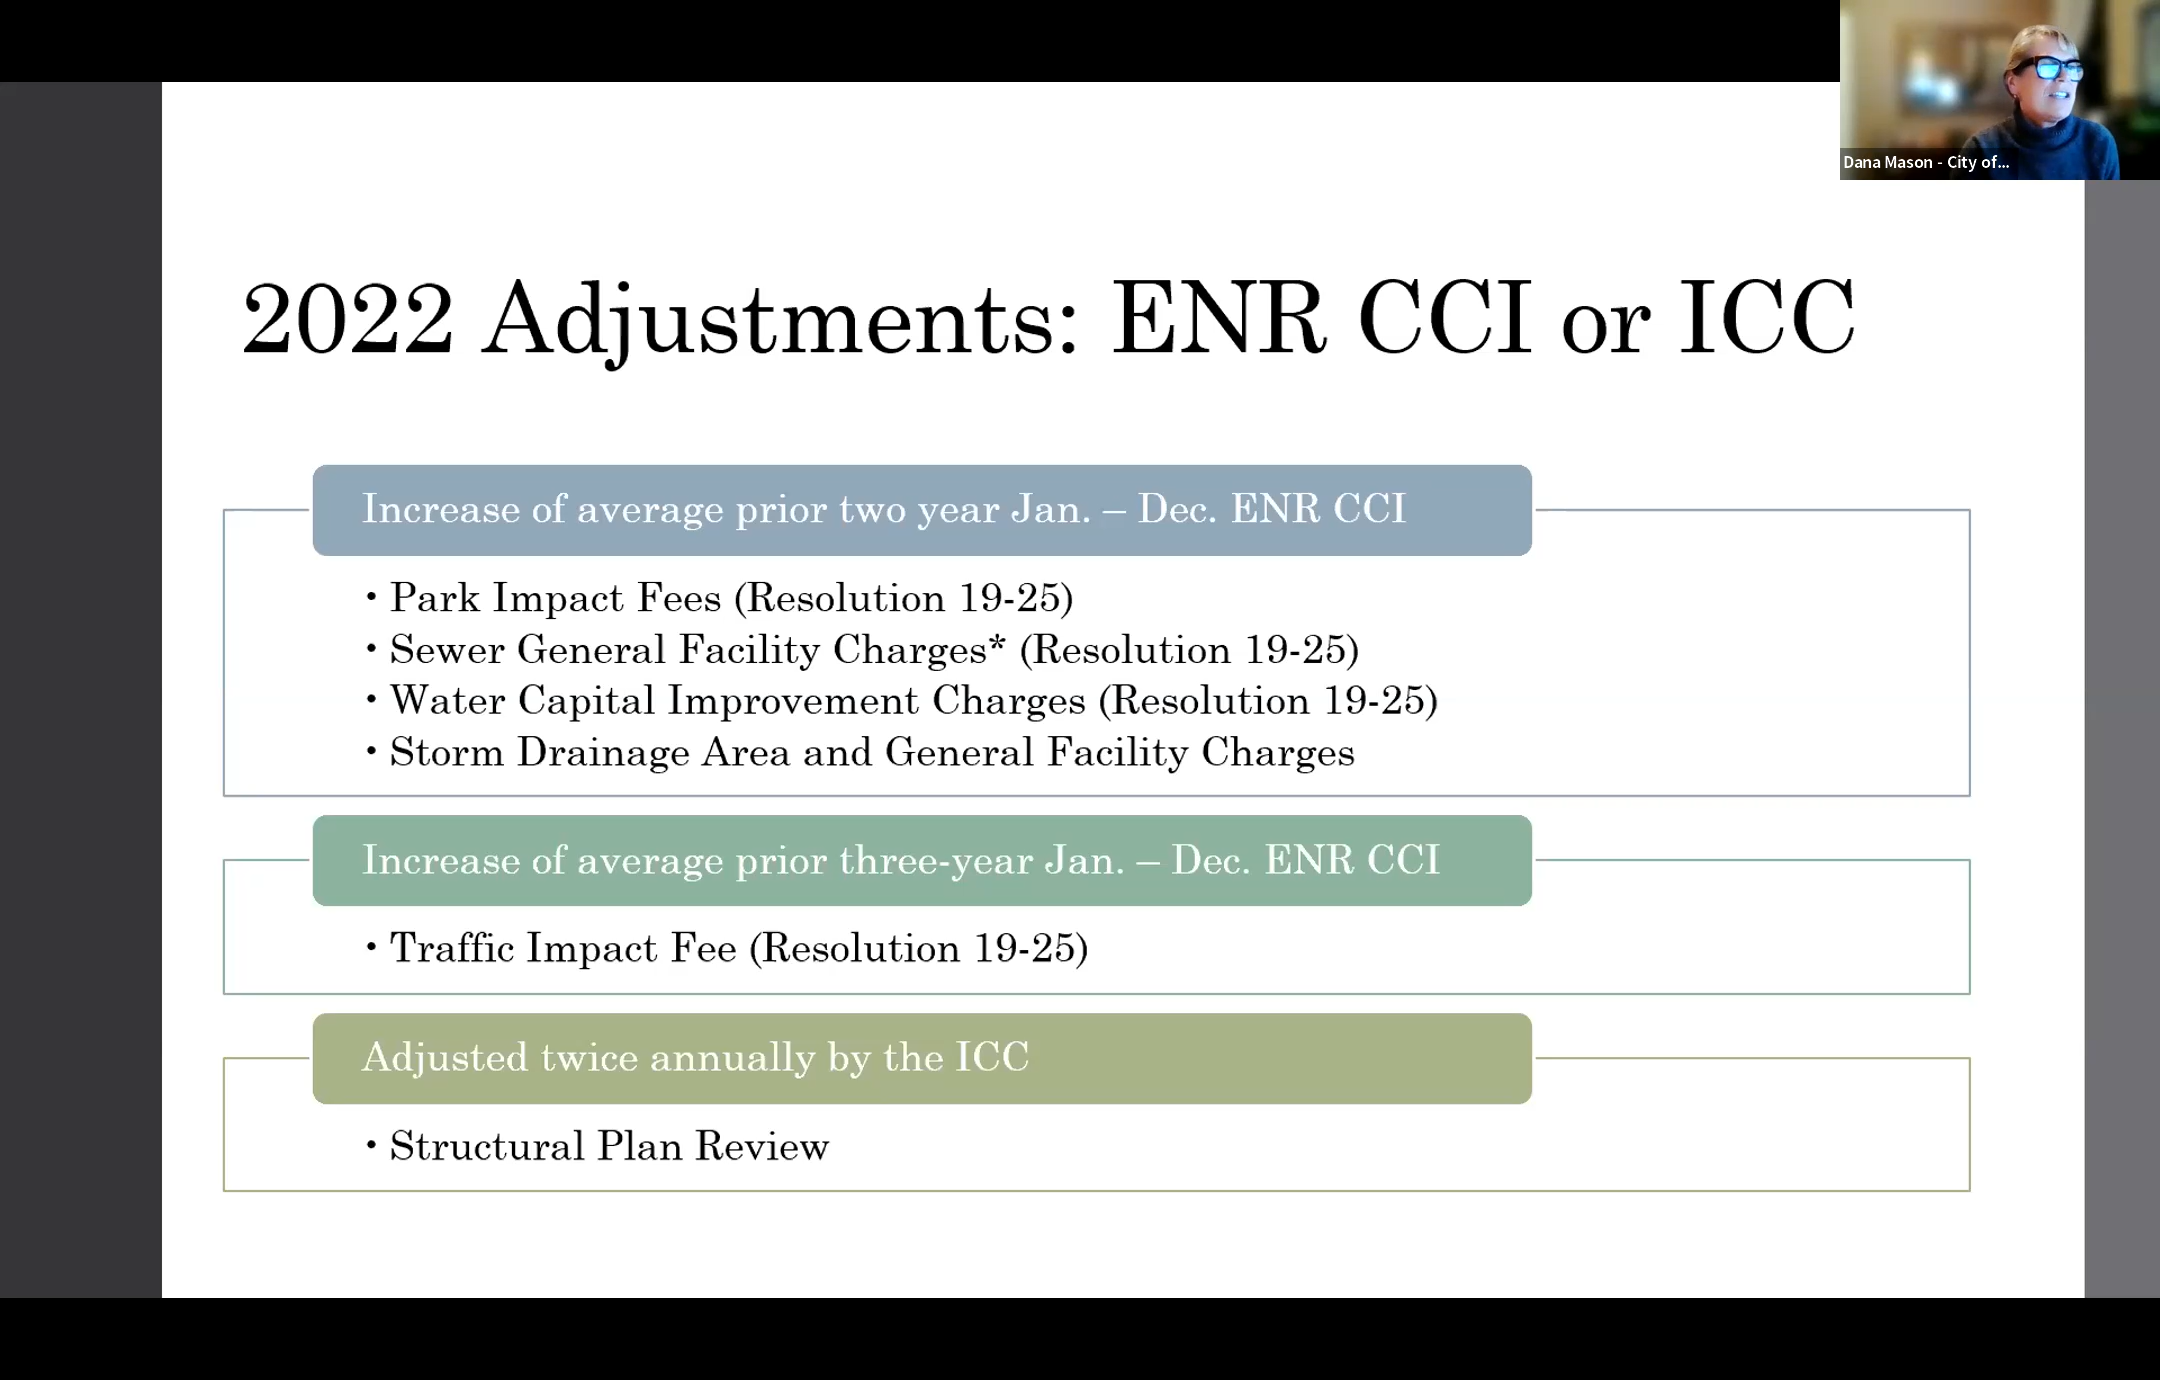 Dana Mason - City of...
2022 Adjustments: ENR CCI or ICC
Increase of average prior two year Jan. – Dec. ENR CCI
• Park Impact Fees (Resolution 19-25)
• Sewer General Facility Charges* (Resolution 19-25)
• Water Capital Improvement Charges (Resolution 19-25)
• Storm Drainage Area and General Facility Charges
Increase of average prior three-year Jan. – Dec. ENR CCI
• Traffic Impact Fee (Resolution 19-25)
Adjusted twice annually by the ICC
• Structural Plan Review